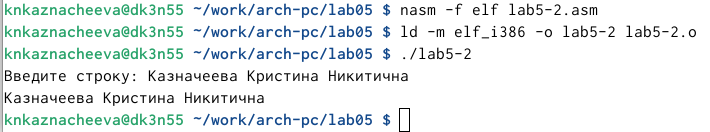 knkaznacheeva@dk3n55 ~/work/arch-pc/lab05 $ nasm -f elf lab5-2.asm
knkaznacheeva@dk3n55 ~/work/arch-pc/lab05 $ ld -m elf_i386 -o lab5-2 lab5-2.o
knkaznacheeva@dk3n55 ~/work/arch-pc/lab05 $ ./lab5-2
Введите строку: Казначеева Кристина Никитична
Казначеева Кристина Никитична
knkaznacheeva@dk3n55 ~/work/arch-pc/lab05 $